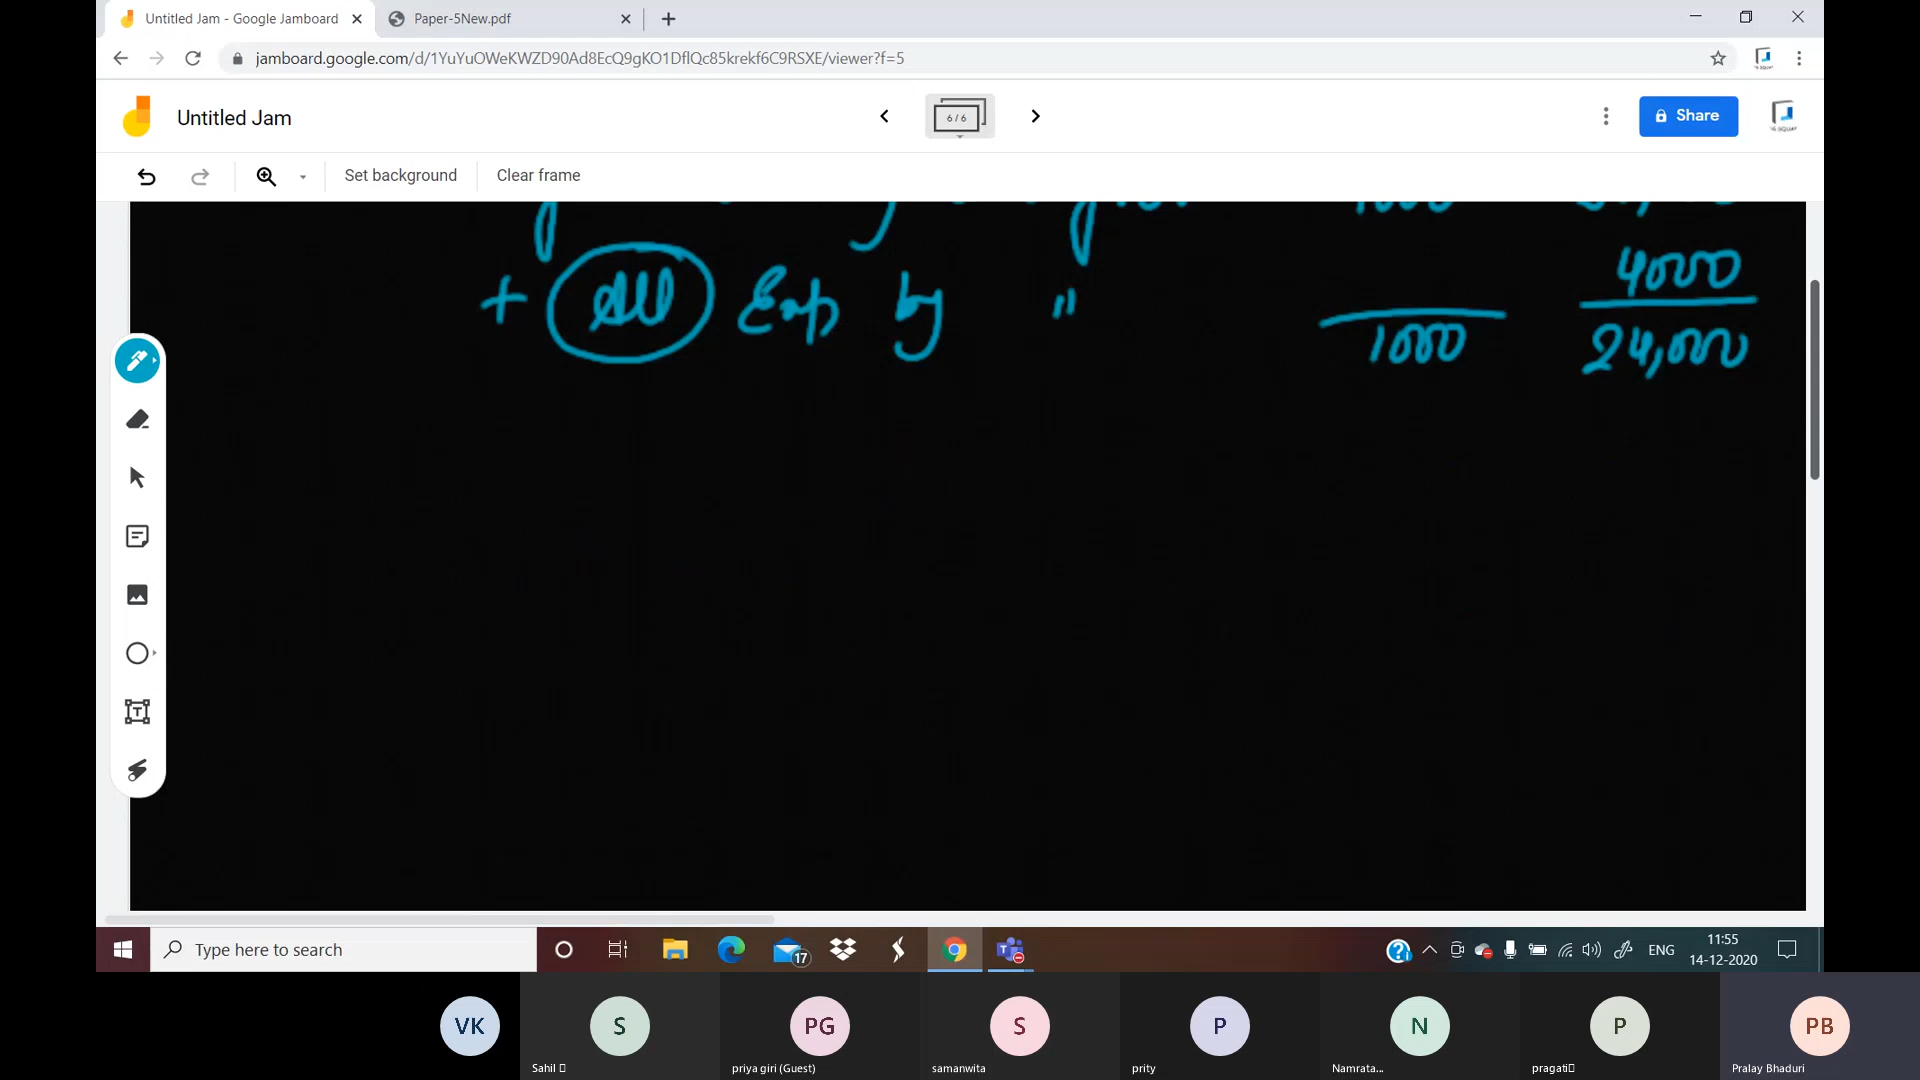 Untitled Jam - Google Jamboard
Paper-5New.pdf
jamboard.google.com/d/1YuYuOWeKWZD90Ad8EcQ9gKO1DflQc85krekf6C9RSXE/viewer?f=5
Untitled Jam
6 / 6
Share
Set background
Clear frame
4000
+ All Exp by "
1000 24,000
Type here to search
17
ENG
11:55
14-12-2020
VK
S
PG
S
P
N
P
PB
Sahil
priya giri (Guest)
samanwita
prity
Namrata...
pragati
Pralay Bhaduri